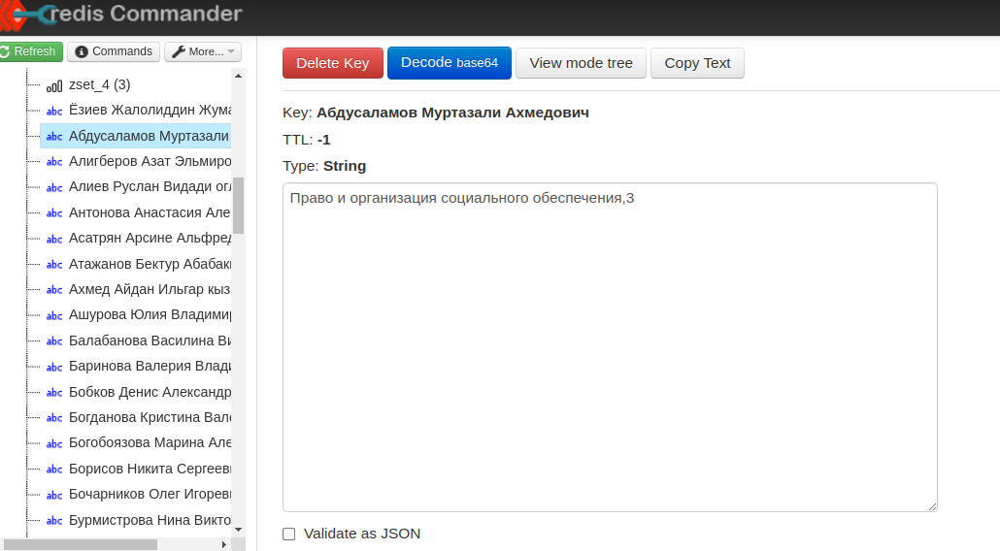 redis Commander
Refresh
Commands
More...
zset_4 (3)
abc Ёзиев Жалолиддин Жума
abc Абдусаламов Муртазали
abc Алигберов Азат Эльмиро
abc Алиев Руслан Видади огл
abc Антонова Анастасия Але
abc Асатрян Арсине Альфред
abc Атажанов Бектур Абабаки
abc Ахмед Айдан Ильгар кыз
abc Ашурова Юлия Владимир
abc Балабанова Василина Ви
abc Баринова Валерия Влади
abc Бобков Денис Александр
abc Богданова Кристина Вале
abc Богобоязова Марина Але
abc Борисов Никита Сергееви
abc Бочарников Олег Игореви
abc Бурмистрова Нина Викто
Delete Key
Decode base64
View mode tree
Copy Text
Key: Абдусаламов Муртазали Ахмедович
TTL: -1
Type: String
Право и организация социального обеспечения,3
Validate as JSON